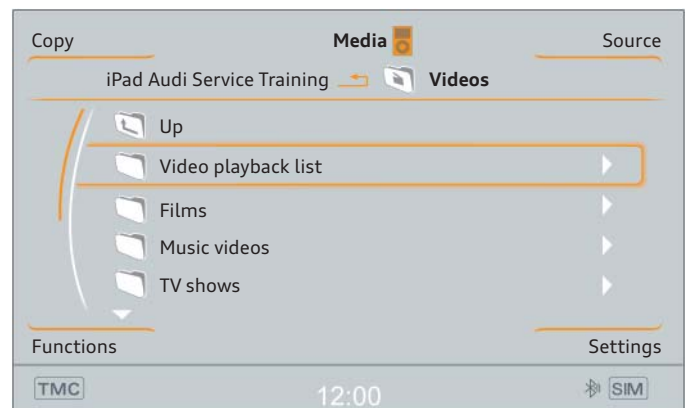 Copy Media Source
iPad Audi Service Training Videos
Up
Video playback list
Films
Music videos
TV shows
Functions Settings
TMC 12:00 SIM